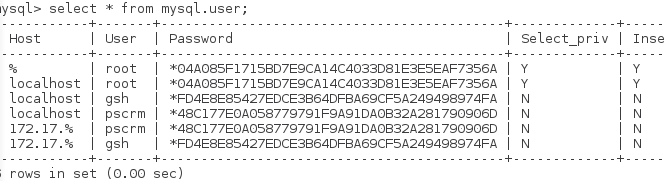 mysql> select * from mysql.user;
Host | User | Password | Select_priv | Inse
% | root | *04A085F1715BD7E9CA14C4033D81E3E5EAF7356A | Y | Y
localhost | root | *04A085F1715BD7E9CA14C4033D81E3E5EAF7356A | Y | Y
localhost | gsh | *FD4E8E85427EDCE3B64DFBA69CF5A249498974FA | N | N
localhost | pscrm | *48C177E0A058779791F9A91DA0B32A281790906D | N | N
172.17.% | pscrm | *48C177E0A058779791F9A91DA0B32A281790906D | N | N
172.17.% | gsh | *FD4E8E85427EDCE3B64DFBA69CF5A249498974FA | N | N
rows in set (0.00 sec)